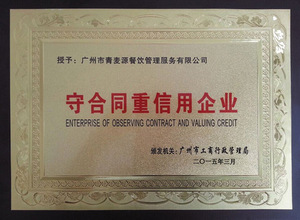 授予：广州市青麦源餐饮管理服务有限公司
守合同重信用企业
ENTERPRISE OF OBSERVING CONTRACT AND VALUING CREDIT
颁发机关：广州市工商行政管理局
二〇一五年三月